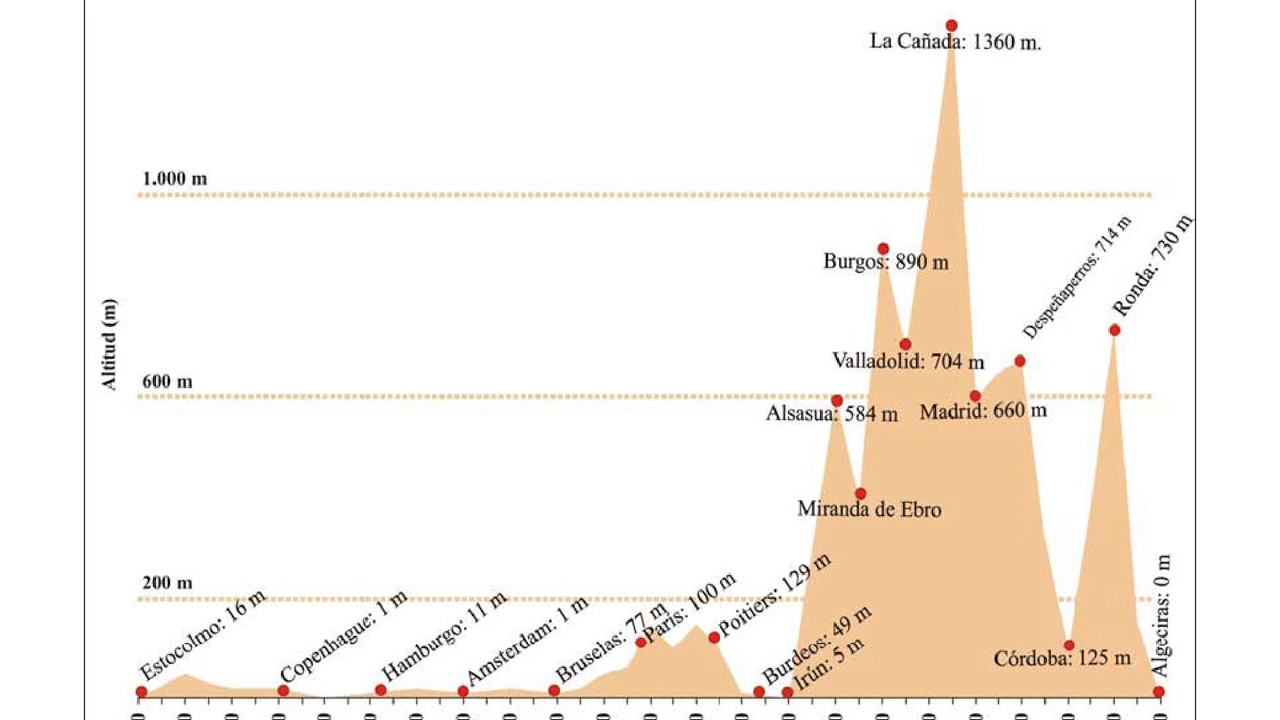 La Cañada: 1360 m.
1.000 m
Burgos: 890 m
Despeñaperros: 714 m
Ronda: 730 m
Valladolid: 704 m
Altitud (m)
600 m
Alsasua: 584 m
Madrid: 660 m
Miranda de Ebro
200 m
Estocolmo: 16 m
Copenhague: 1 m
Hamburgo: 11 m
Amsterdam: 1 m
Bruselas: 77 m
París: 100 m
Poitiers: 129 m
Burdeos: 49 m
Irún: 5 m
Córdoba: 125 m
Algeciras: 0 m